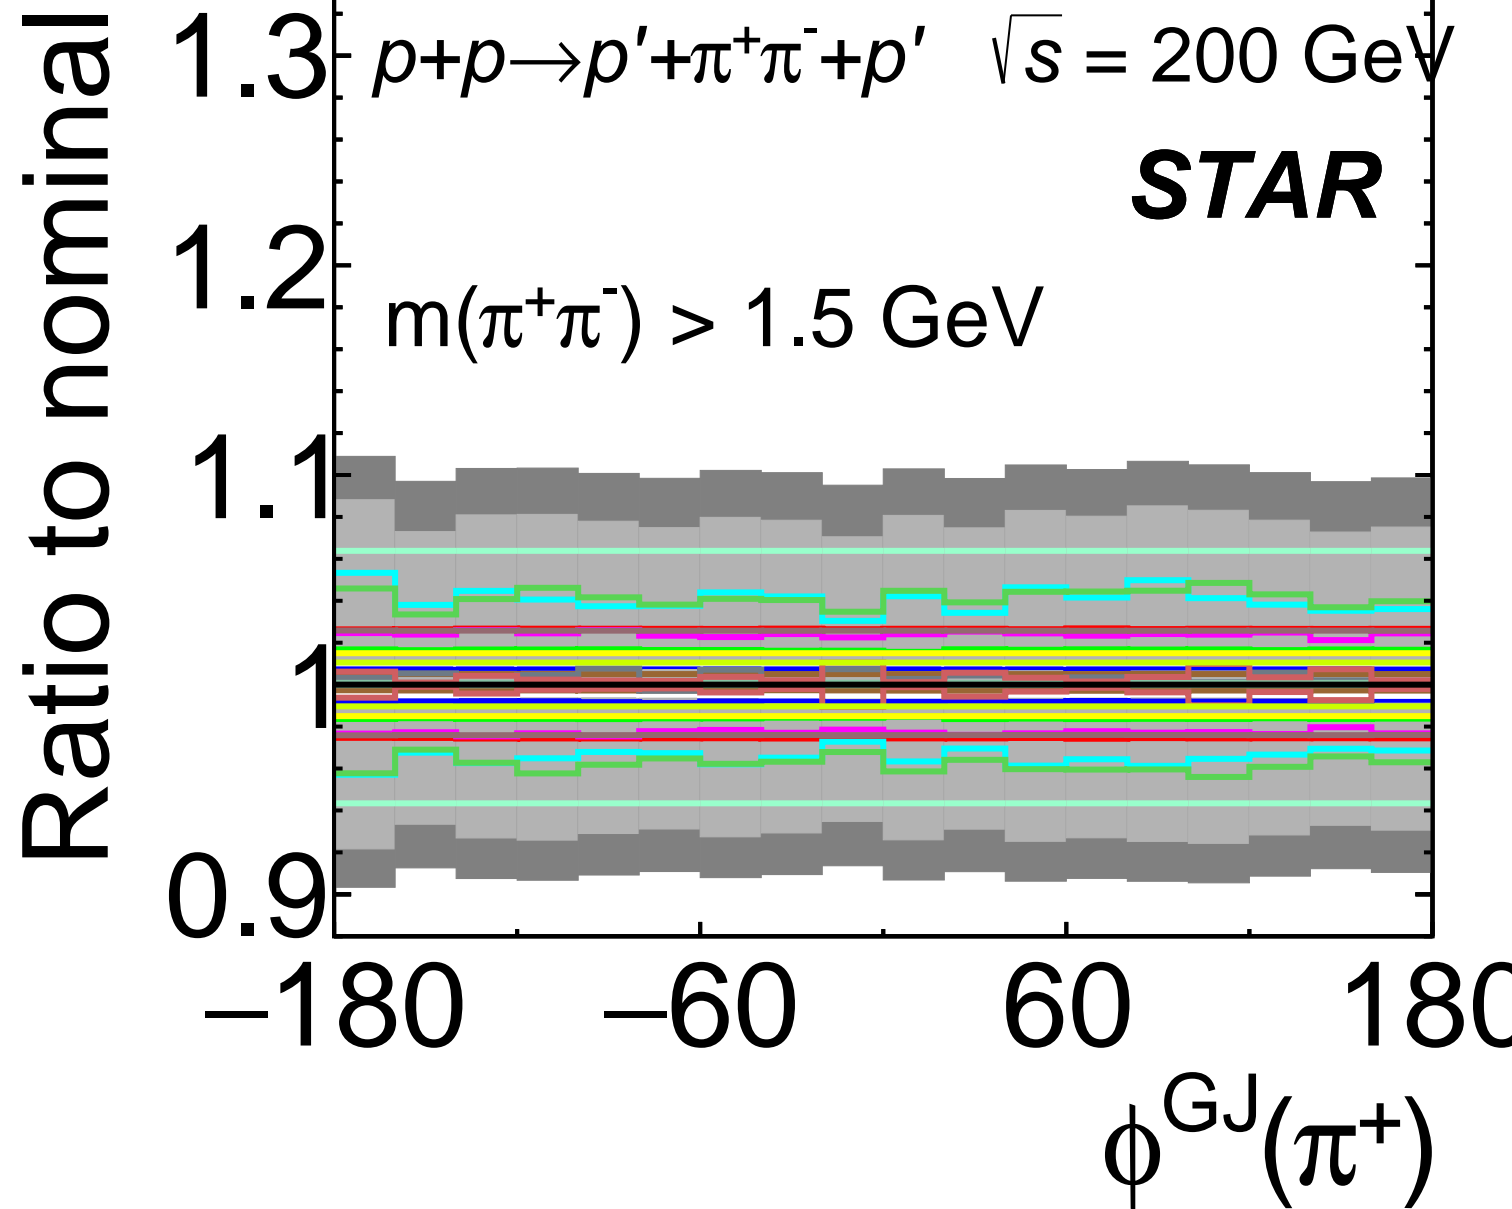 Ratio to nominal
1.3
1.2
1.1
1
0.9
p+p→p′+π⁺π⁻+p′ √s = 200 GeV
STAR
m(π⁺π⁻) > 1.5 GeV
−180 −60 60 180
ϕ^GJ(π⁺)